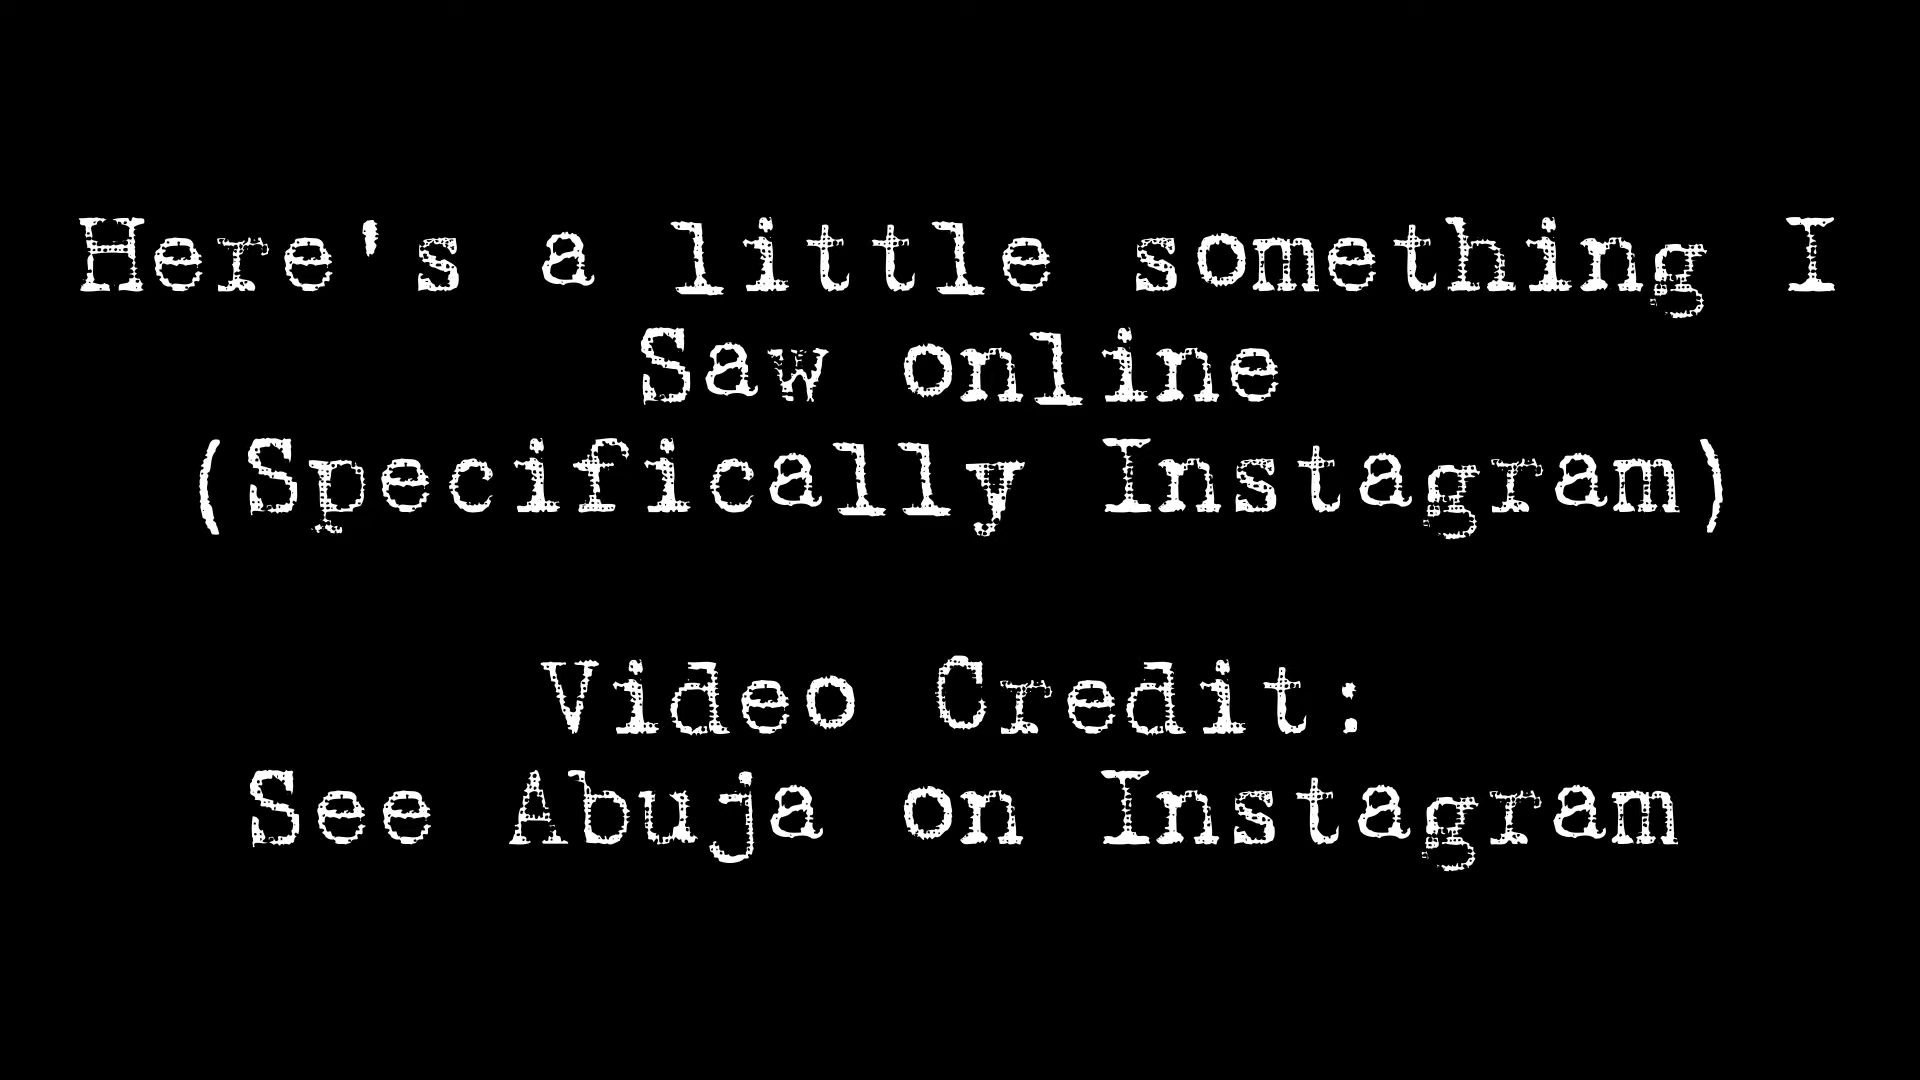 Here's a little something I
Saw online
(Specifically Instagram)
Video Credit:
See Abuja on Instagram